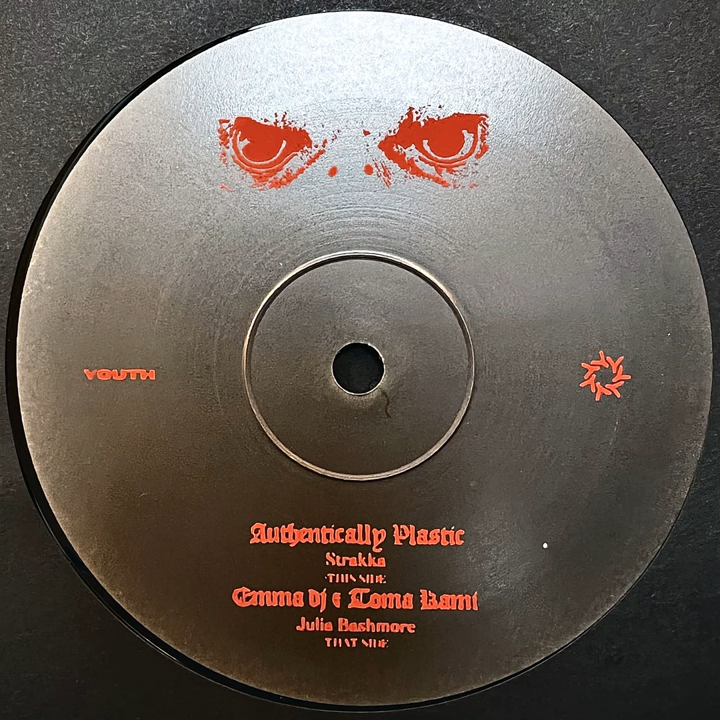 YOUTH
Authentically Plastic
Strakka
THIS SIDE
Emma Dj & Toma Kami
Julia Bashmore
THAT SIDE